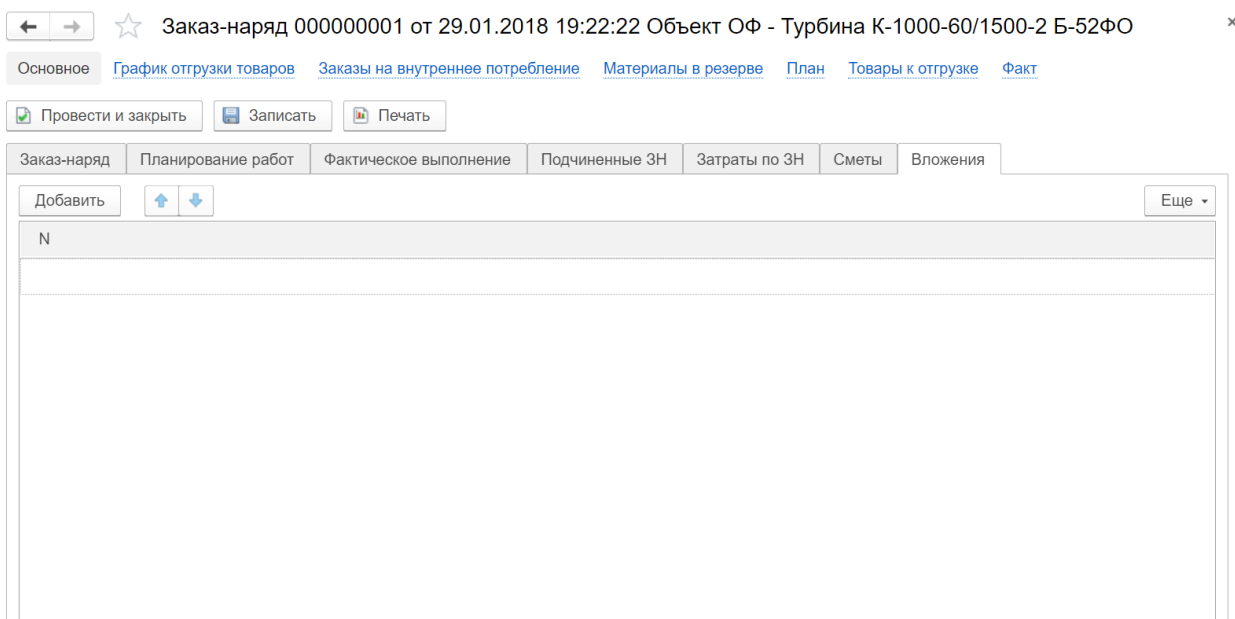 Заказ-наряд 000000001 от 29.01.2018 19:22:22 Объект ОФ - Турбина К-1000-60/1500-2 Б-52ФО
Основное График отгрузки товаров Заказы на внутреннее потребление Материалы в резерве План Товары к отгрузке Факт
Провести и закрыть Записать Печать
Заказ-наряд Планирование работ Фактическое выполнение Подчиненные ЗН Затраты по ЗН Сметы Вложения
Добавить Еще
N